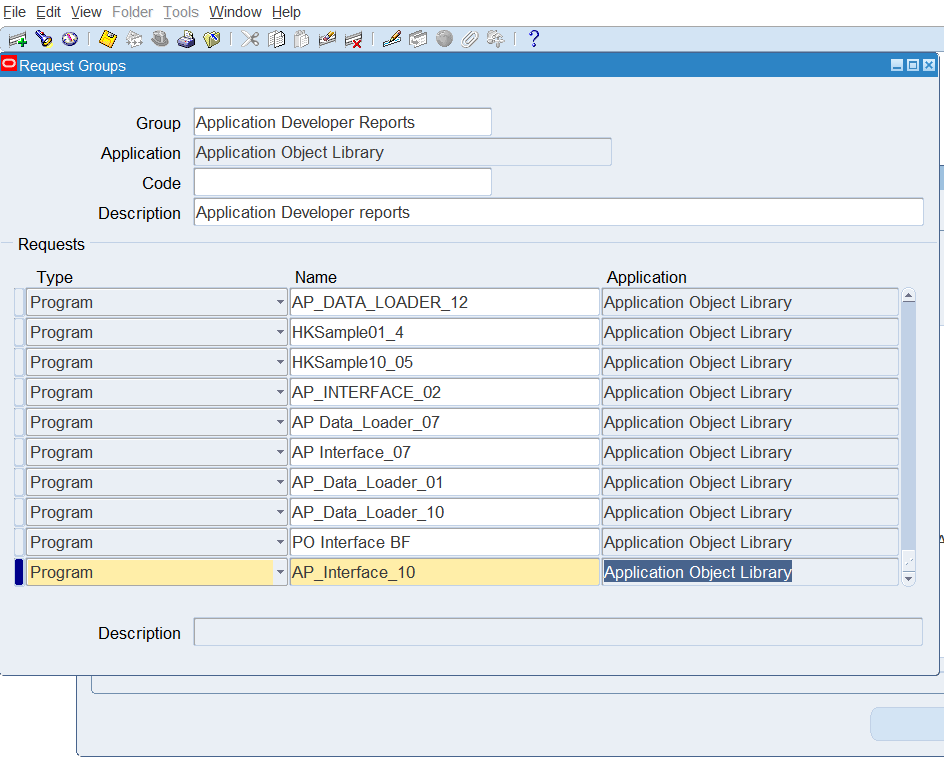 File Edit View Folder Tools Window Help
?
Request Groups
Group Application Developer Reports
Application Application Object Library
Code
Description Application Developer reports
Requests
Type Name Application
Program AP_DATA_LOADER_12 Application Object Library
Program HKSample01_4 Application Object Library
Program HKSample10_05 Application Object Library
Program AP_INTERFACE_02 Application Object Library
Program AP Data_Loader_07 Application Object Library
Program AP Interface_07 Application Object Library
Program AP_Data_Loader_01 Application Object Library
Program AP_Data_Loader_10 Application Object Library
Program PO Interface BF Application Object Library
Program AP_Interface_10 Application Object Library
Description